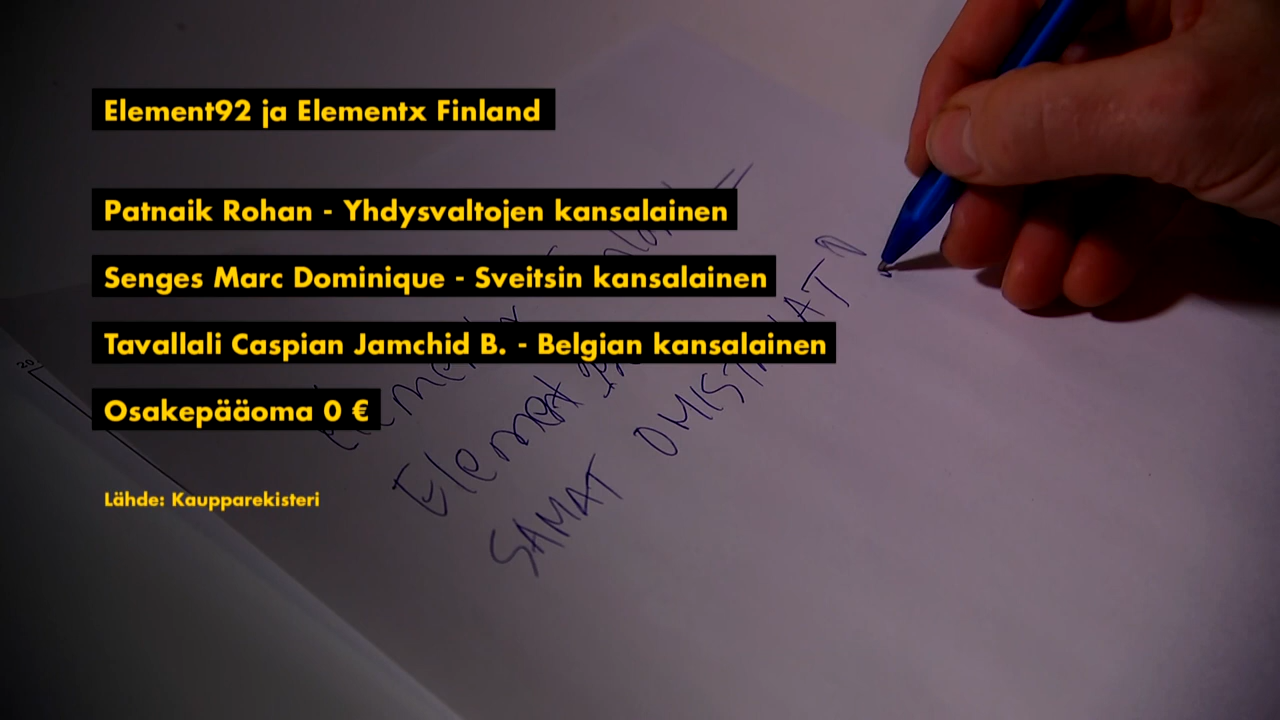 Element92 ja Elementx Finland
Patnaik Rohan - Yhdysvaltojen kansalainen
Senges Marc Dominique - Sveitsin kansalainen
Tavallali Caspian Jamchid B. - Belgian kansalainen
Osakepääoma 0 €
Lähde: Kaupparekisteri
20
SAMAT